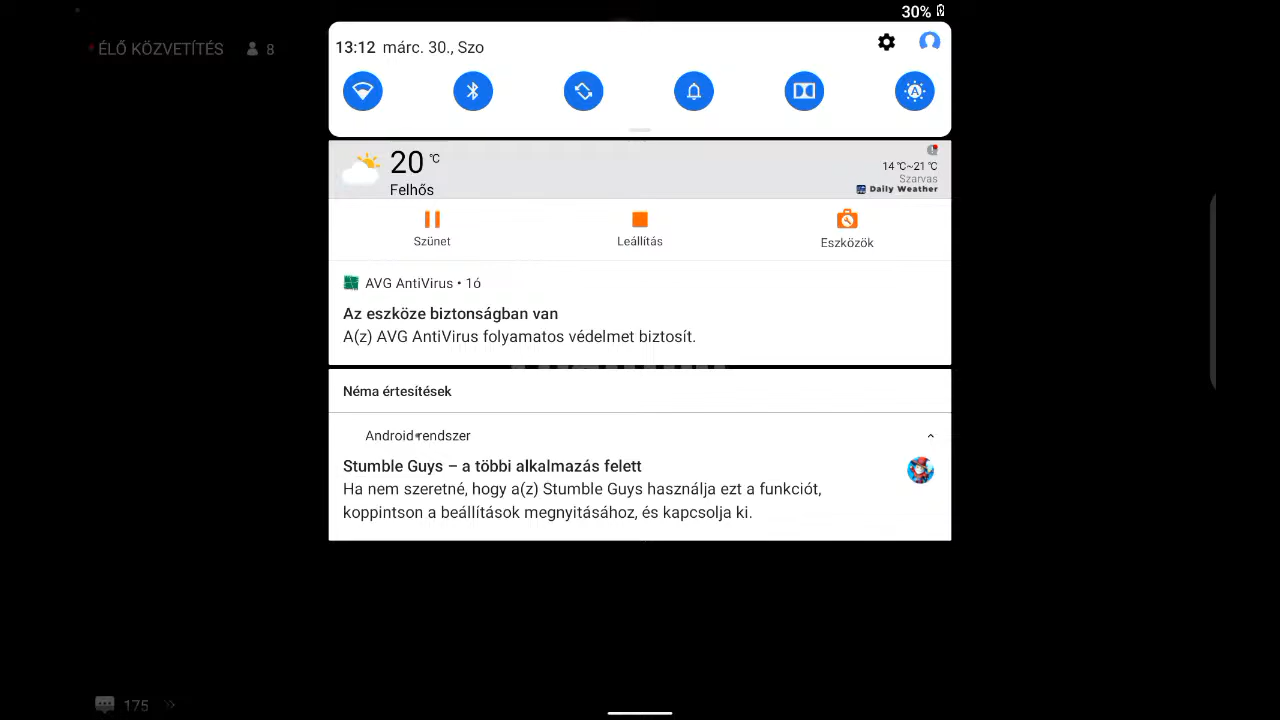 30%
ÉLŐ KÖZVETÍTÉS 8
13:12 márc. 30., Szo
20 °C
Felhős
14 °C~21 °C
Szarvas
Daily Weather
Szünet
Leállítás
Eszközök
AVG AntiVirus • 1ó
Az eszköze biztonságban van
A(z) AVG AntiVirus folyamatos védelmet biztosít.
Néma értesítések
Android rendszer
Stumble Guys – a többi alkalmazás felett
Ha nem szeretné, hogy a(z) Stumble Guys használja ezt a funkciót,
koppintson a beállítások megnyitásához, és kapcsolja ki.
175